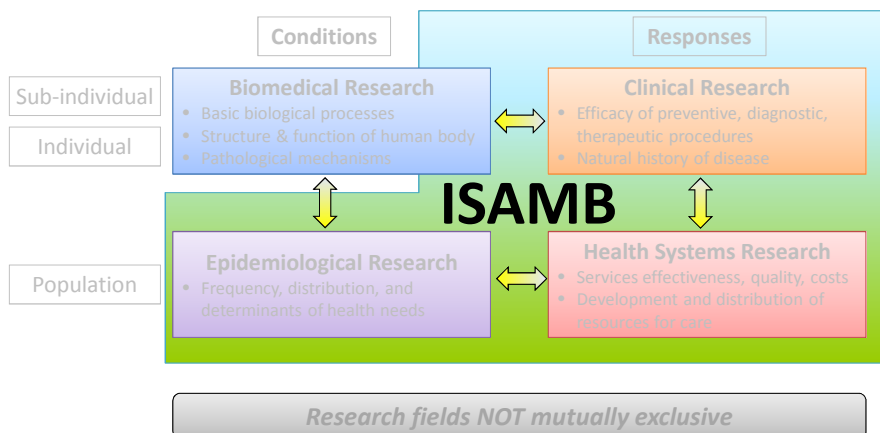 Conditions
Responses
Sub-individual
Individual
Population
Biomedical Research
• Basic biological processes
• Structure & function of human body
• Pathological mechanisms
Clinical Research
• Efficacy of preventive, diagnostic,
therapeutic procedures
• Natural history of disease
ISAMB
Epidemiological Research
• Frequency, distribution, and
determinants of health needs
Health Systems Research
• Services effectiveness, quality, costs
• Development and distribution of
resources for care
Research fields NOT mutually exclusive